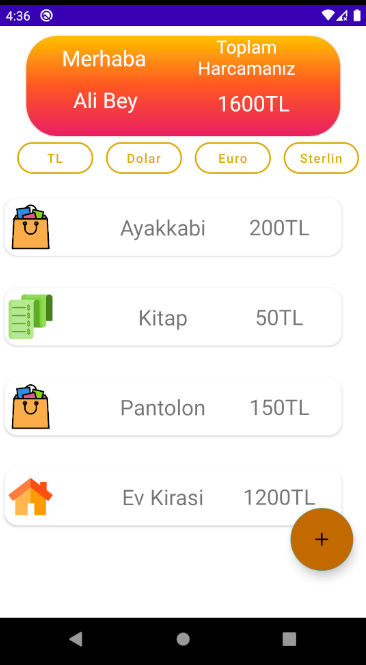 4:36
Merhaba
Toplam
Harcamanız
Ali Bey
1600TL
TL
Dolar
Euro
Sterlin
Ayakkabi 200TL
Kitap 50TL
Pantolon 150TL
Ev Kirasi 1200TL
+